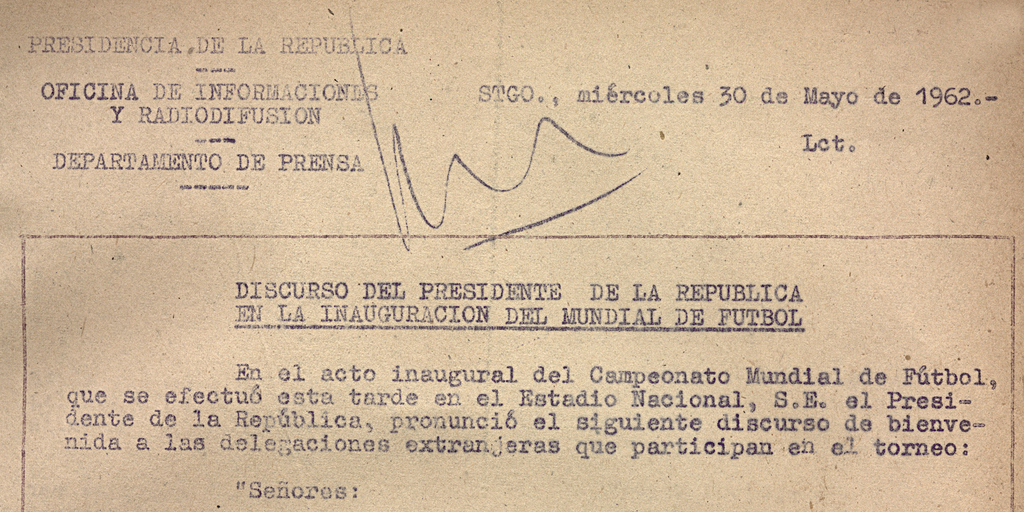 PRESIDENCIA DE LA REPUBLICA
OFICINA DE INFORMACIONES
Y RADIODIFUSION
DEPARTAMENTO DE PRENSA
STGO., miércoles 30 de Mayo de 1962.-
Lct.
DISCURSO DEL PRESIDENTE DE LA REPUBLICA
EN LA INAUGURACION DEL MUNDIAL DE FUTBOL
En el acto inaugural del Campeonato Mundial de Fútbol,
que se efectuó esta tarde en el Estadio Nacional, S.E. el Presi-
dente de la República, pronunció el siguiente discurso de bienve-
nida a las delegaciones extranjeras que participan en el torneo:
"Señores: